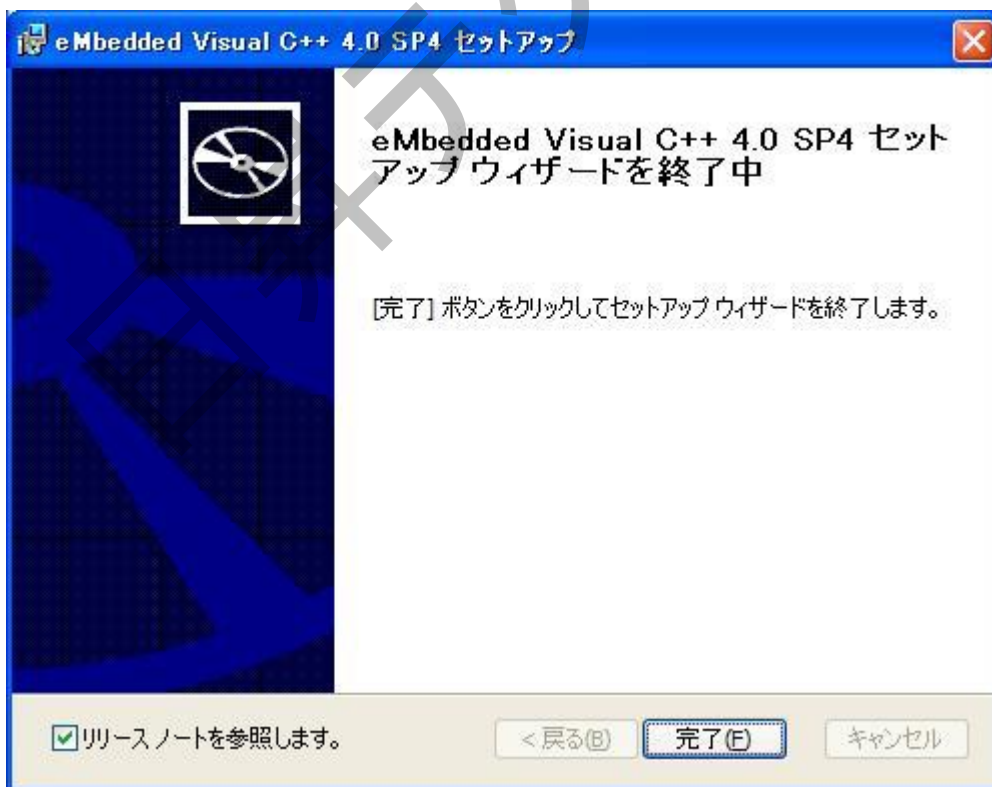 eMbedded Visual C++ 4.0 SP4 セットアップ
eMbedded Visual C++ 4.0 SP4 セット
アップ ウィザードを終了中
[完了] ボタンをクリックしてセットアップ ウィザードを終了します。
リリース ノートを参照します。
< 戻る(B)
完了(F)
キャンセル